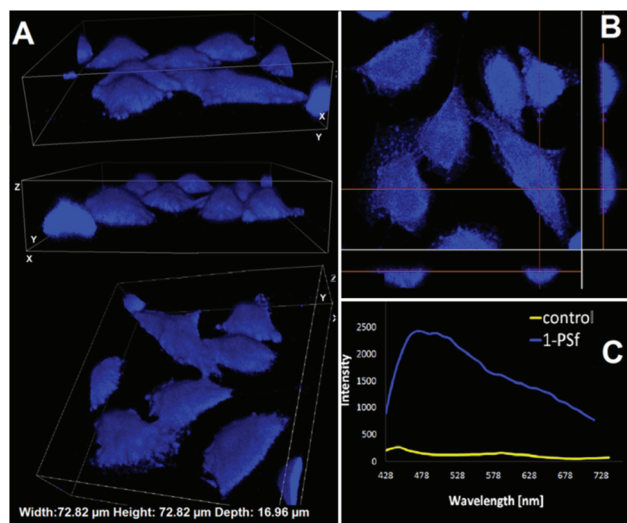 A
X
Y
Z
Y
X
Z
Y
Width:72.82 µm Height: 72.82 µm Depth: 16.96 µm
B
control
1-PSf
C
Intensity
2500
2000
1500
1000
500
0
428 478 528 578 628 678 728
Wavelength [nm]